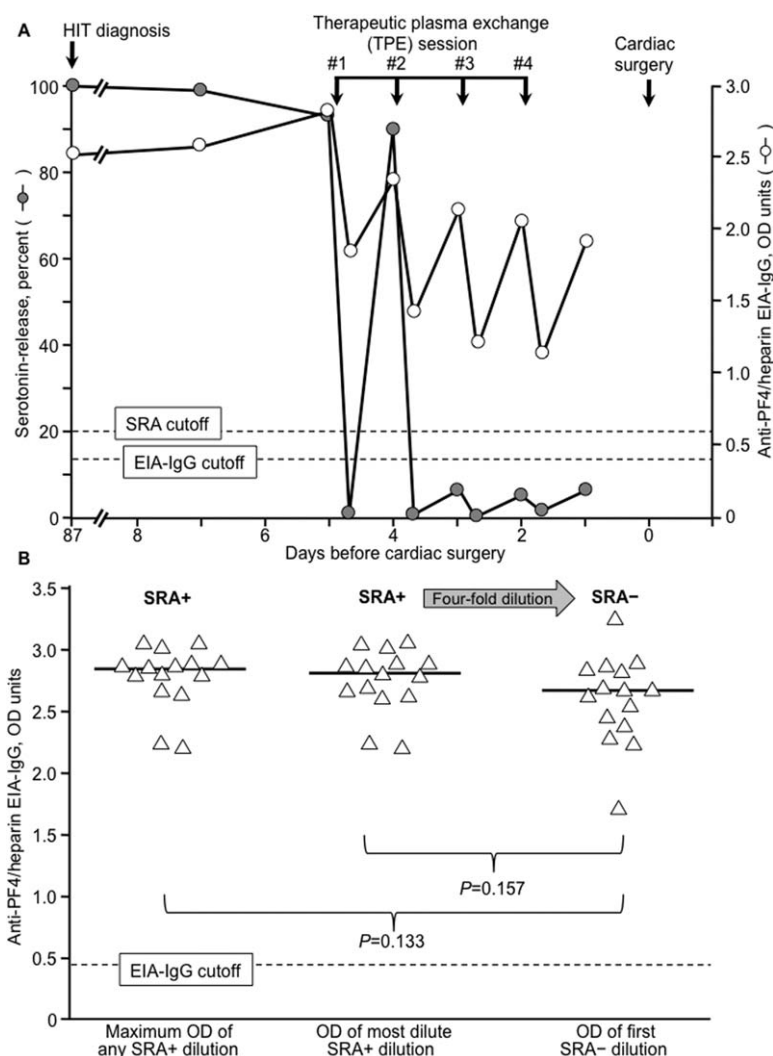 A
HIT diagnosis
Therapeutic plasma exchange
(TPE) session
#1 #2 #3 #4
Cardiac
surgery
Serotonin-release, percent ( )
100
80
60
40
20
0
SRA cutoff
EIA-IgG cutoff
3.0
2.5
2.0
1.5
1.0
0.5
0
Anti-PF4/heparin EIA-IgG, OD units ( )
87 8 6 4 2 0
Days before cardiac surgery
B
Anti-PF4/heparin EIA-IgG, OD units
3.5
3.0
2.5
2.0
1.5
1.0
0.5
0
SRA+
SRA+
Four-fold dilution
SRA−
P=0.157
P=0.133
EIA-IgG cutoff
Maximum OD of
any SRA+ dilution
OD of most dilute
SRA+ dilution
OD of first
SRA− dilution